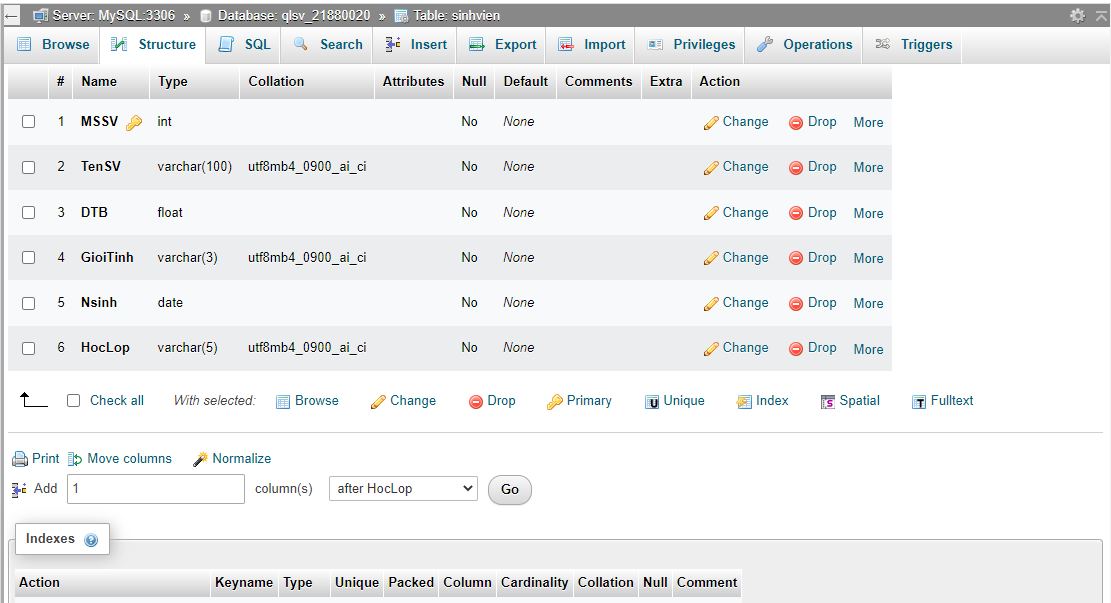 Server: MySQL:3306 » Database: qlsv_21880020 » Table: sinhvien
Browse Structure SQL Search Insert Export Import Privileges Operations Triggers
# Name Type Collation Attributes Null Default Comments Extra Action
1 MSSV int No None Change Drop More
2 TenSV varchar(100) utf8mb4_0900_ai_ci No None Change Drop More
3 DTB float No None Change Drop More
4 GioiTinh varchar(3) utf8mb4_0900_ai_ci No None Change Drop More
5 Nsinh date No None Change Drop More
6 HocLop varchar(5) utf8mb4_0900_ai_ci No None Change Drop More
Check all With selected: Browse Change Drop Primary Unique Index Spatial Fulltext
Print Move columns Normalize
Add 1 column(s) after HocLop Go
Indexes
Action Keyname Type Unique Packed Column Cardinality Collation Null Comment